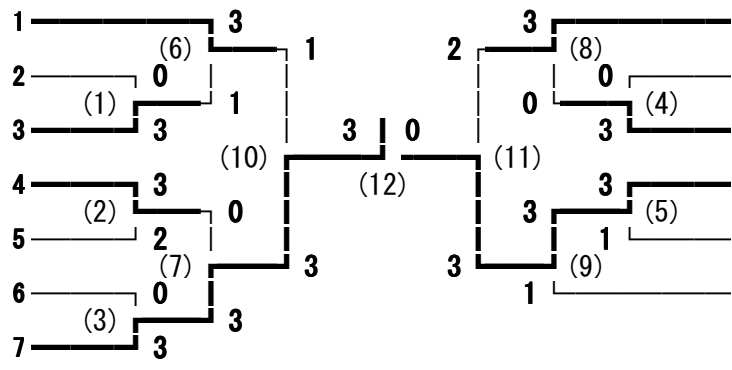 1 3 3
(6) 1 2 (8)
2 0 0
(1) 1 0 (4)
3 3 3 0 3
(10) (11)
4 3 (12) 3
(2) 0 3 (5)
5 2 1
(7) 3 3 (9)
6 0 1
(3) 3
7 3